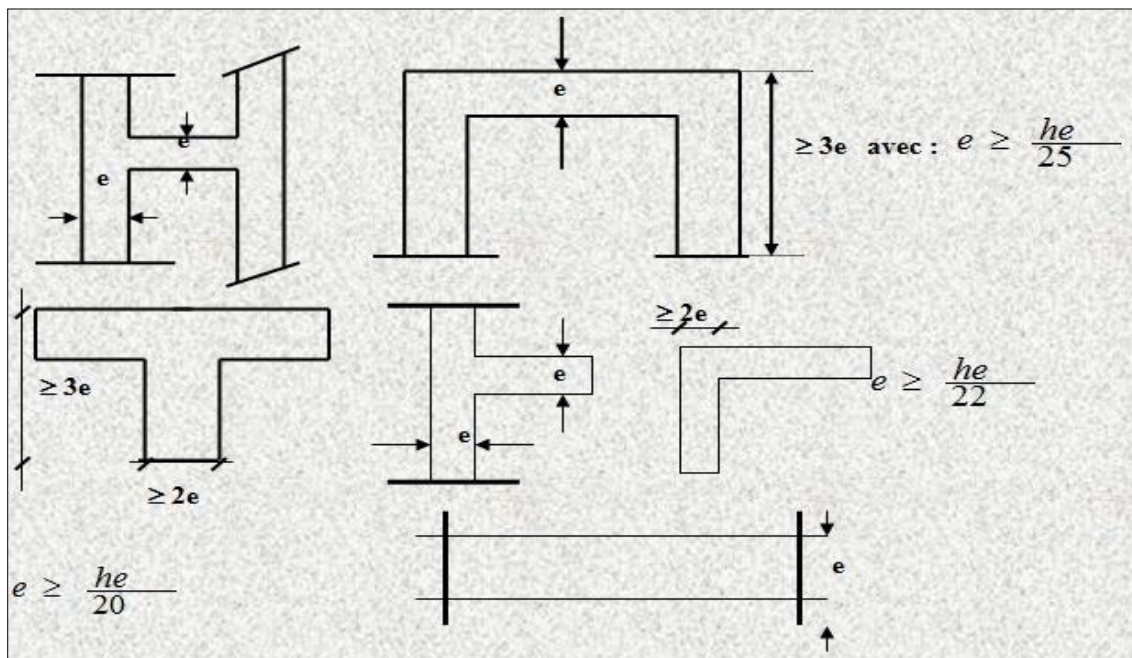 e
e
e
≥ 3e avec : e ≥ he/25
≥ 3e
≥ 2e
e
e
≥ 2e
e ≥ he/22
e ≥ he/20
e